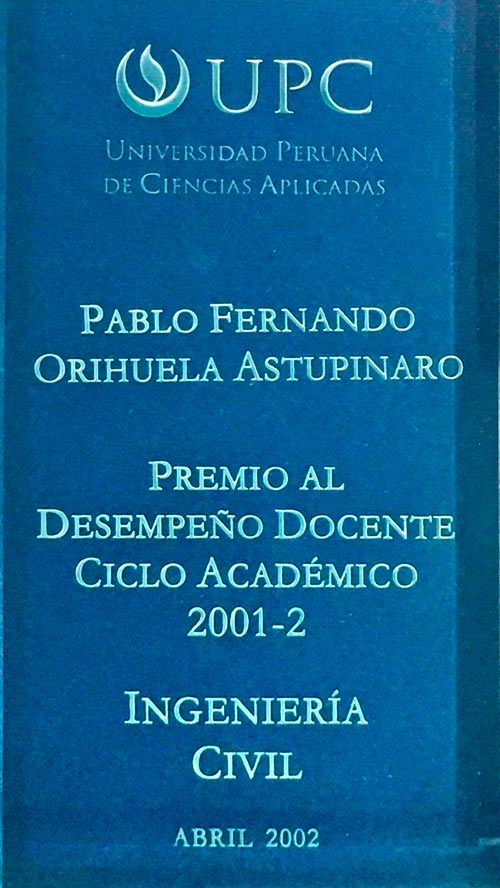 UPC
UNIVERSIDAD PERUANA
DE CIENCIAS APLICADAS
PABLO FERNANDO
ORIHUELA ASTUPINARO
PREMIO AL
DESEMPEÑO DOCENTE
CICLO ACADÉMICO
2001-2
INGENIERÍA
CIVIL
ABRIL 2002